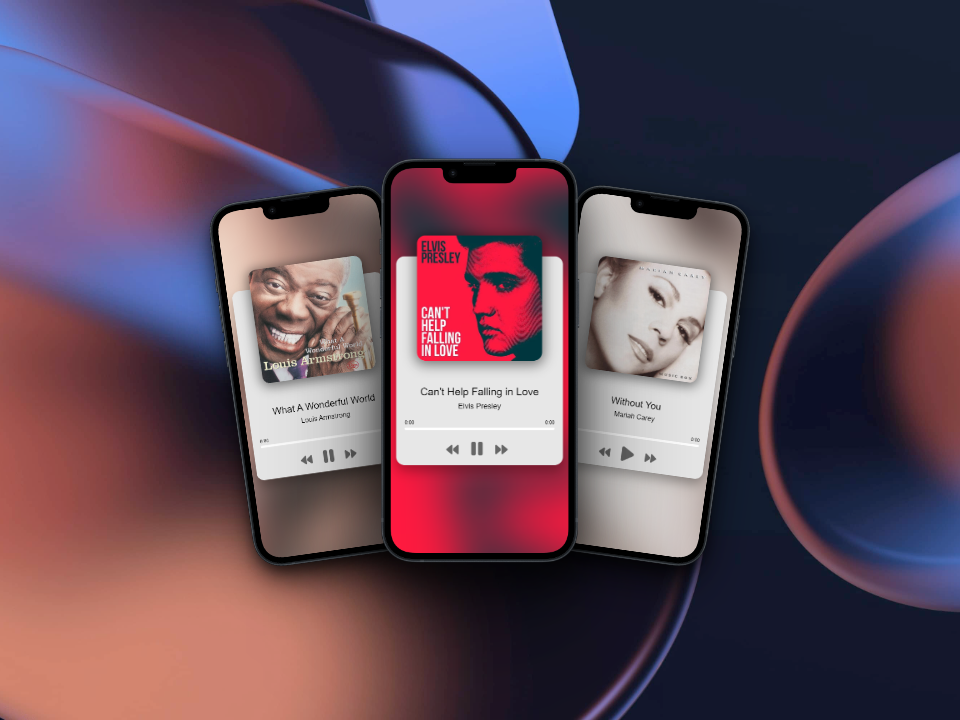 What A
Wonderful World
Louis Armstrong
What A Wonderful World
Louis Armstrong
0:00
ELVIS
PRESLEY
CAN'T
HELP
FALLING
IN LOVE
Can't Help Falling in Love
Elvis Presley
0:00
0:00
MARIAH CAREY
MUSIC BOX
Without You
Mariah Carey
0:00